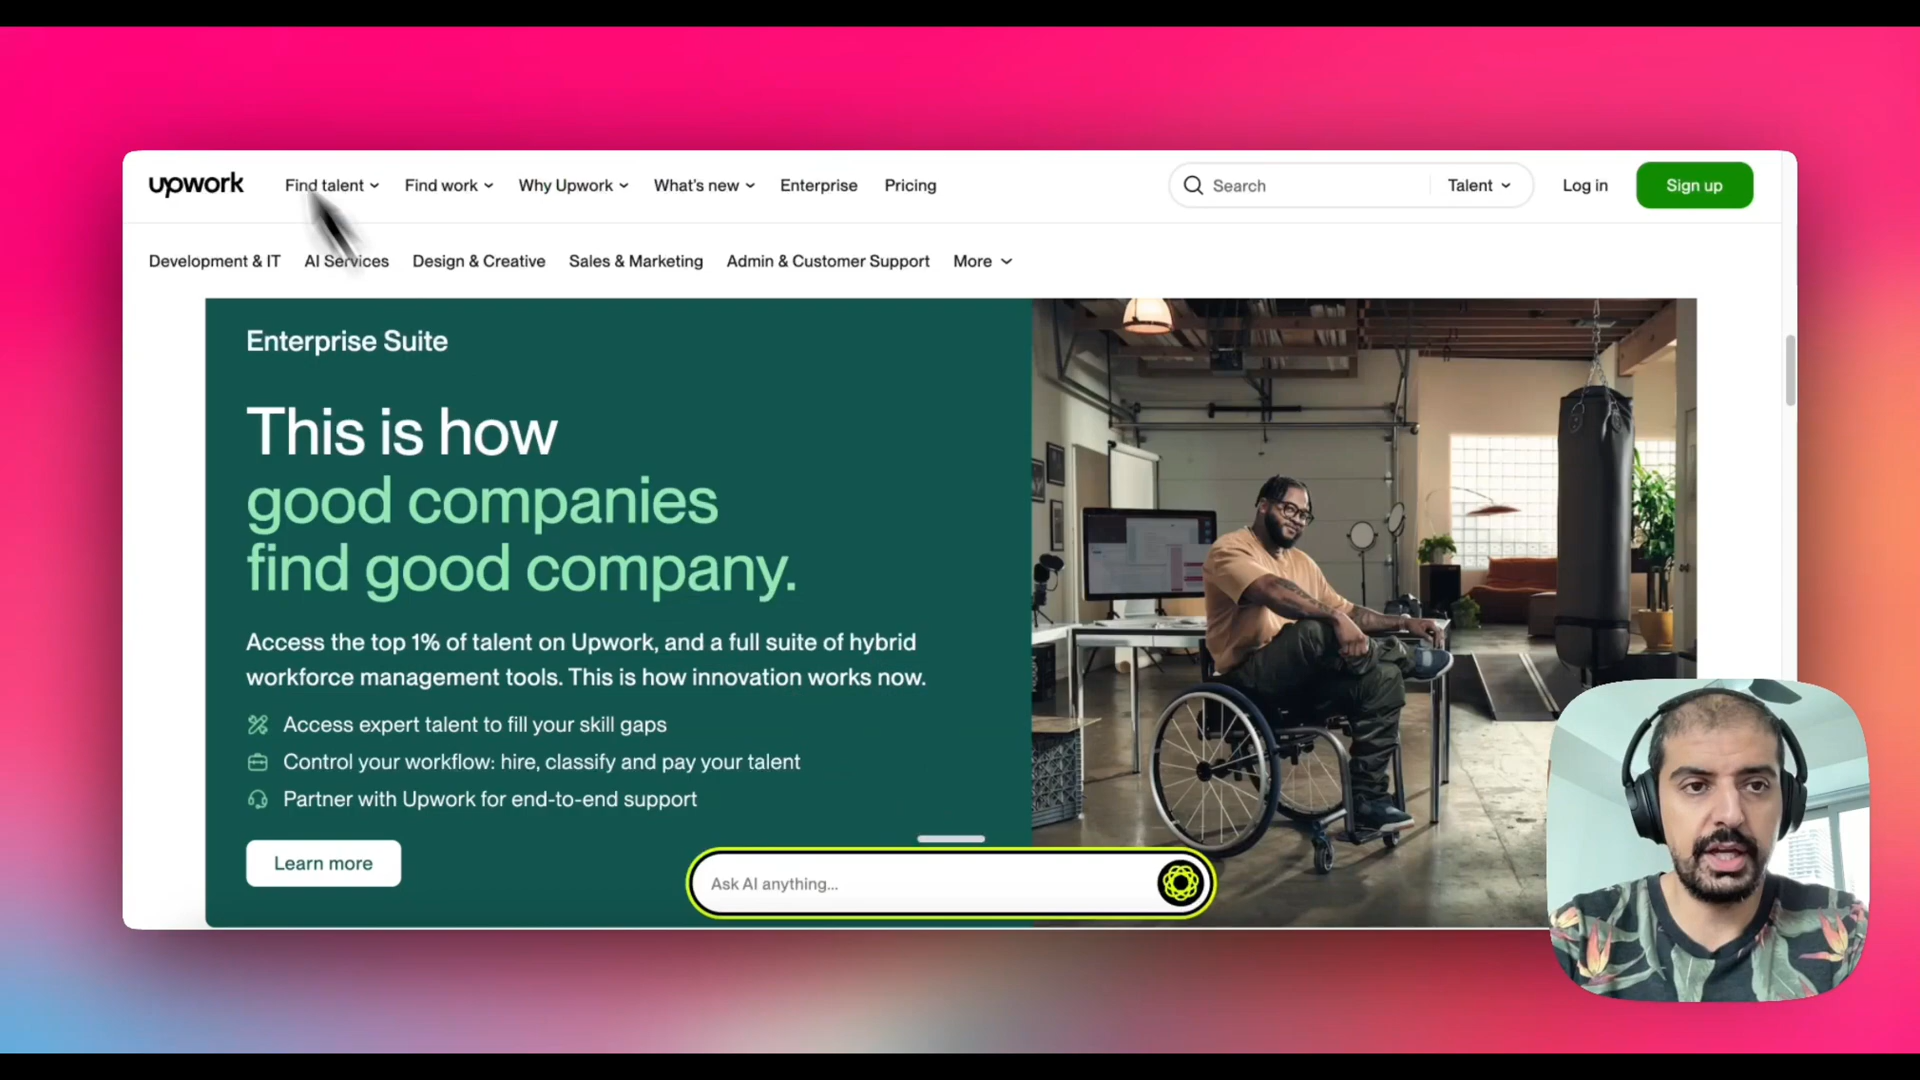 upwork
Find talent
Find work
Why Upwork
What's new
Enterprise
Pricing
Search
Talent
Log in
Sign up
Development & IT
AI Services
Design & Creative
Sales & Marketing
Admin & Customer Support
More
Enterprise Suite
This is how
good companies
find good company.
Access the top 1% of talent on Upwork, and a full suite of hybrid
workforce management tools. This is how innovation works now.
Access expert talent to fill your skill gaps
Control your workflow: hire, classify and pay your talent
Partner with Upwork for end-to-end support
Learn more
Ask AI anything...